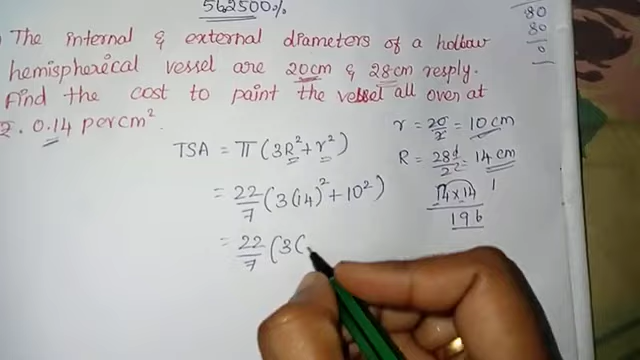 562500%
80
80
0
The internal & external diameters of a hollow
hemispherical vessel are 20cm & 28cm resply.
Find the cost to paint the vessel all over at
₹. 0.14 per cm².
r = 20/2 = 10 cm
TSA = π(3R²+r²)
R = 28/2 = 14 cm
= 22/7 (3(14)²+10²)
14×14
196
= 22/7 (3(